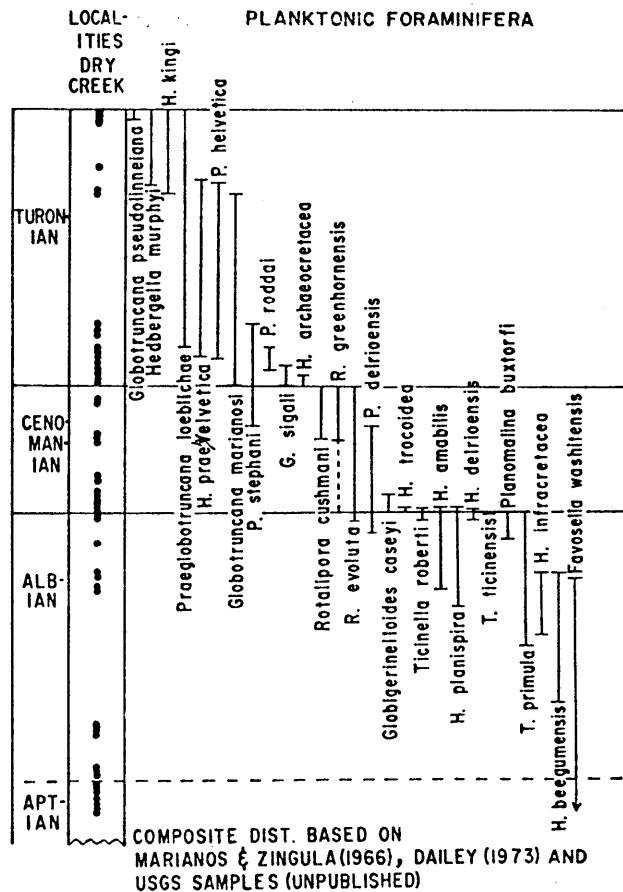 LOCAL-
ITIES
DRY
CREEK
PLANKTONIC FORAMINIFERA
TURON-
IAN
CENO-
MAN-
IAN
ALB-
IAN
APT-
IAN
Globotruncana pseudolinneiana
Hedbergella murphyi
H. kingi
Praeglobotruncana loeblichae
H. praehelvetica
P. helvetica
Globotruncana marianosi
P. stephani
P. roddai
G. sigali
H. archaeocretacea
Rotalipora cushmani
R. greenhornensis
R. evoluta
P. delrioensis
Globigerinelloides caseyi
H. trocoidea
Ticinella roberti
H. amabilis
H. planispira
H. delrioensis
T. ticinensis
Planomalina buxtorfi
T. primula
H. infracretacea
H. beegumensis
Favosella washitensis
COMPOSITE DIST. BASED ON
MARIANOS & ZINGULA (1966), DAILEY (1973) AND
USGS SAMPLES (UNPUBLISHED)